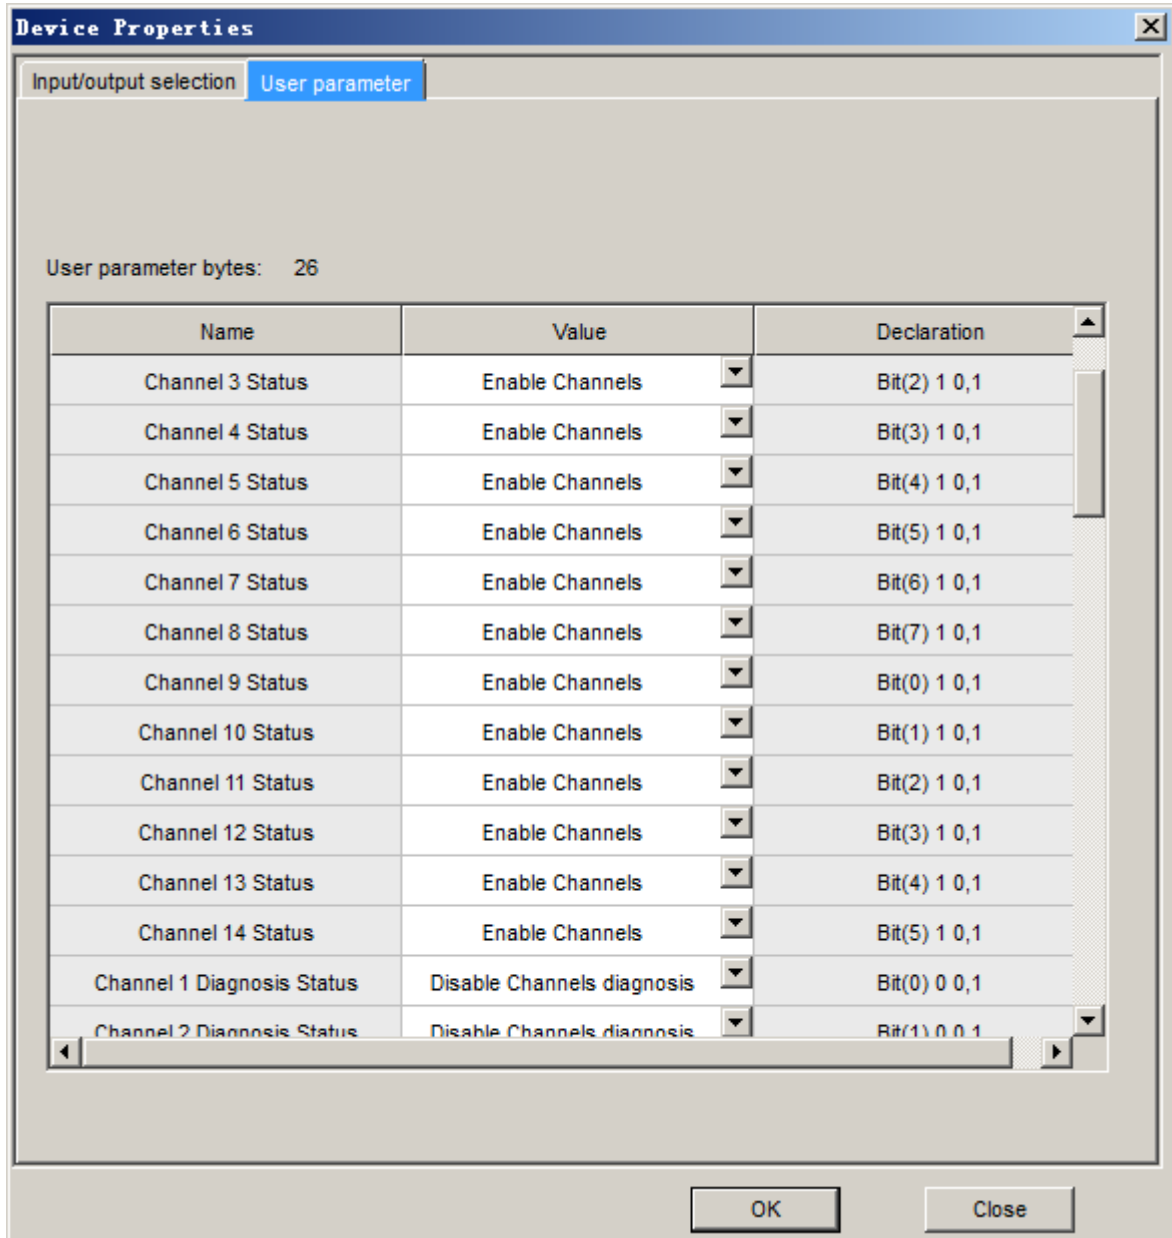 Device Properties
Input/output selection User parameter
User parameter bytes: 26
Name Value Declaration
Channel 3 Status Enable Channels Bit(2) 1 0,1
Channel 4 Status Enable Channels Bit(3) 1 0,1
Channel 5 Status Enable Channels Bit(4) 1 0,1
Channel 6 Status Enable Channels Bit(5) 1 0,1
Channel 7 Status Enable Channels Bit(6) 1 0,1
Channel 8 Status Enable Channels Bit(7) 1 0,1
Channel 9 Status Enable Channels Bit(0) 1 0,1
Channel 10 Status Enable Channels Bit(1) 1 0,1
Channel 11 Status Enable Channels Bit(2) 1 0,1
Channel 12 Status Enable Channels Bit(3) 1 0,1
Channel 13 Status Enable Channels Bit(4) 1 0,1
Channel 14 Status Enable Channels Bit(5) 1 0,1
Channel 1 Diagnosis Status Disable Channels diagnosis Bit(0) 0 0,1
Channel 2 Diagnosis Status Disable Channels diagnosis Bit(1) 0 0,1
OK Close